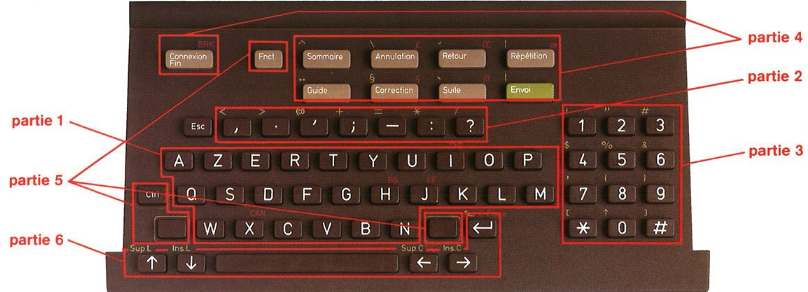 BRK
Connexion
Fin
Fnct
Sommaire Annulation Retour Répétition
partie 4
Guide Correction Suite Envoi
partie 2
< > @ + = * /
Esc , . ' ; – : ?
! " #
1 2 3
partie 1
A Z E R T Y U I O P
$ % &
4 5 6
partie 3
partie 5
Ctrl Q S D F G H J K L M
' ( )
7 8 9
CAN
W X C V B N ↵
[ ↑ ]
* 0 #
partie 6
Sup.L Ins.L Sup.C Ins.C
↑ ↓ ← →